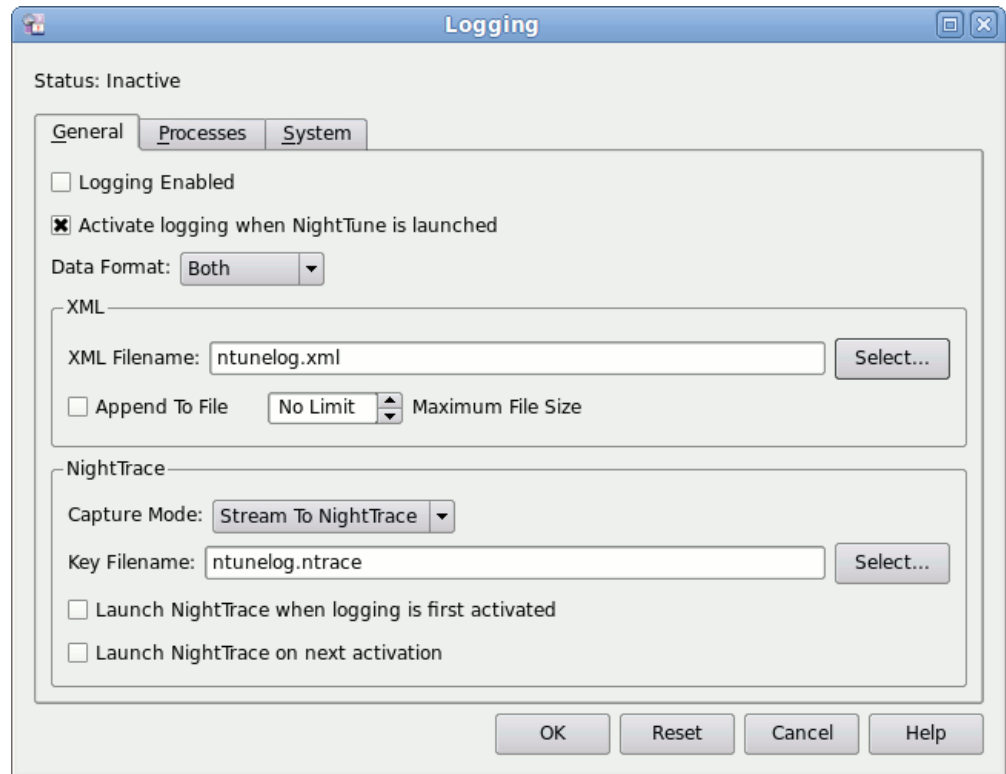 Logging
Status: Inactive
General Processes System
Logging Enabled
Activate logging when NightTune is launched
Data Format: Both
XML
XML Filename: ntunelog.xml Select...
Append To File No Limit Maximum File Size
NightTrace
Capture Mode: Stream To NightTrace
Key Filename: ntunelog.ntrace Select...
Launch NightTrace when logging is first activated
Launch NightTrace on next activation
OK Reset Cancel Help